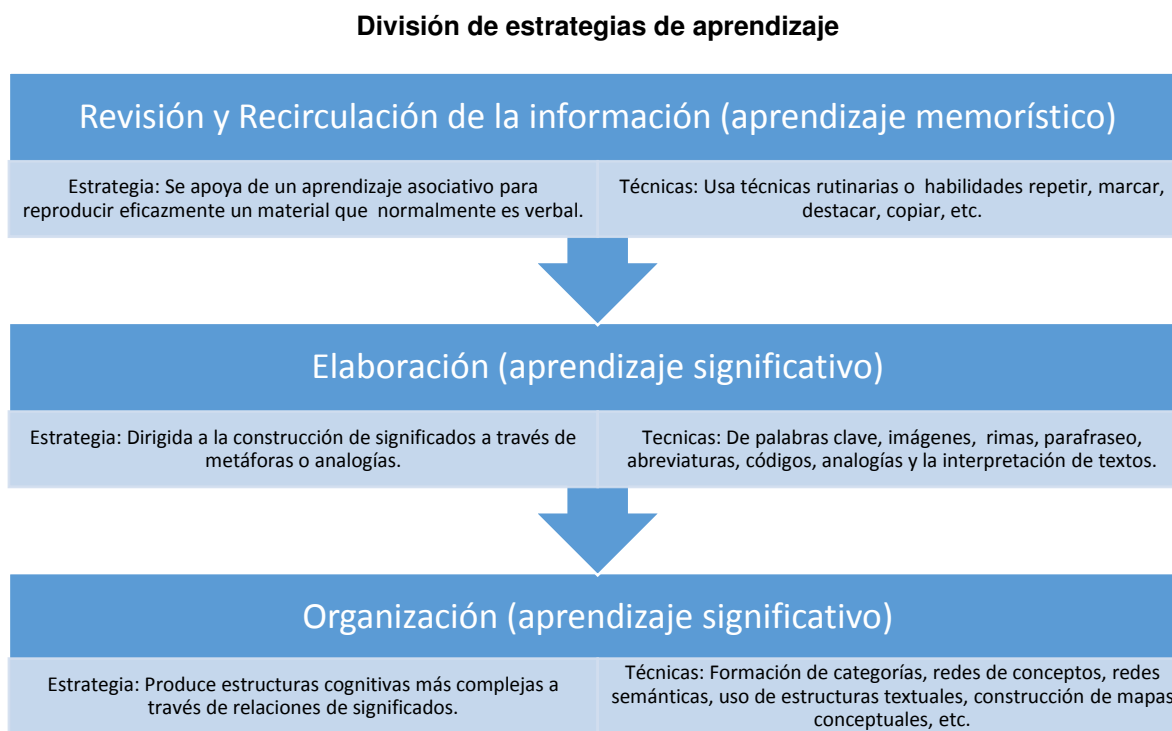 División de estrategias de aprendizaje
Revisión y Recirculación de la información (aprendizaje memorístico)
Estrategia: Se apoya de un aprendizaje asociativo para
reproducir eficazmente un material que normalmente es verbal.
Técnicas: Usa técnicas rutinarias o habilidades repetir, marcar,
destacar, copiar, etc.
Elaboración (aprendizaje significativo)
Estrategia: Dirigida a la construcción de significados a través de
metáforas o analogías.
Tecnicas: De palabras clave, imágenes, rimas, parafraseo,
abreviaturas, códigos, analogías y la interpretación de textos.
Organización (aprendizaje significativo)
Estrategia: Produce estructuras cognitivas más complejas a
través de relaciones de significados.
Técnicas: Formación de categorías, redes de conceptos, redes
semánticas, uso de estructuras textuales, construcción de mapas
conceptuales, etc.